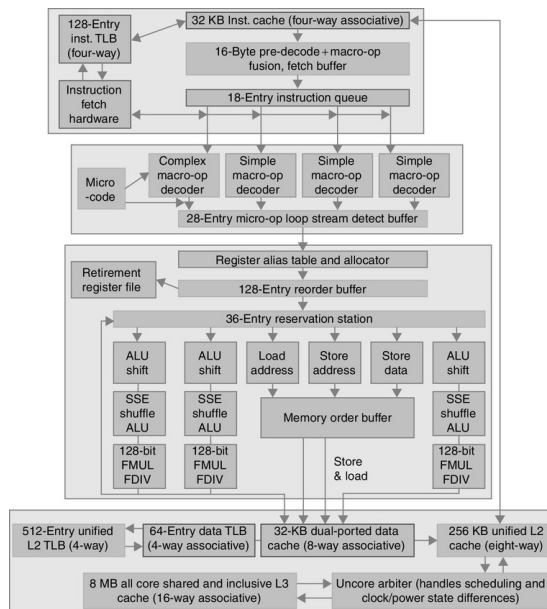 128-Entry
inst. TLB
(four-way)
32 KB Inst. cache (four-way associative)
16-Byte pre-decode+macro-op
fusion, fetch buffer
Instruction
fetch
hardware
18-Entry instruction queue
Complex
macro-op
decoder
Simple
macro-op
decoder
Simple
macro-op
decoder
Simple
macro-op
decoder
Micro
-code
28-Entry micro-op loop stream detect buffer
Register alias table and allocator
Retirement
register file
128-Entry reorder buffer
36-Entry reservation station
ALU
shift
ALU
shift
Load
address
Store
address
Store
data
ALU
shift
SSE
shuffle
ALU
SSE
shuffle
ALU
Memory order buffer
SSE
shuffle
ALU
128-bit
FMUL
FDIV
128-bit
FMUL
FDIV
Store
& load
128-bit
FMUL
FDIV
512-Entry unified
L2 TLB (4-way)
64-Entry data TLB
(4-way associative)
32-KB dual-ported data
cache (8-way associative)
256 KB unified L2
cache (eight-way)
8 MB all core shared and inclusive L3
cache (16-way associative)
Uncore arbiter (handles scheduling and
clock/power state differences)